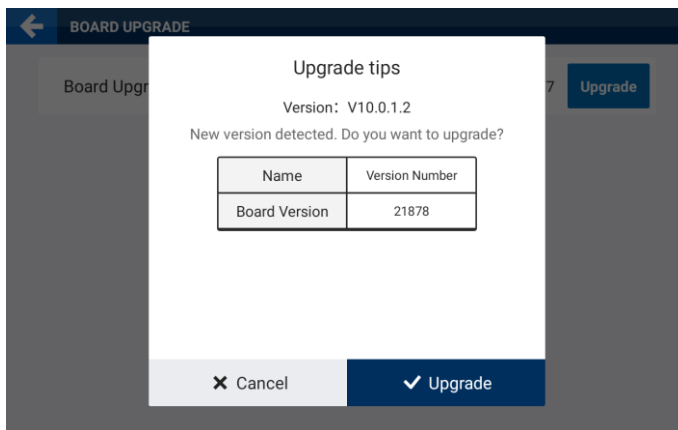 BOARD UPGRADE
Board Upgr
7
Upgrade
Upgrade tips
Version: V10.0.1.2
New version detected. Do you want to upgrade?
Name Version Number
Board Version 21878
Cancel Upgrade